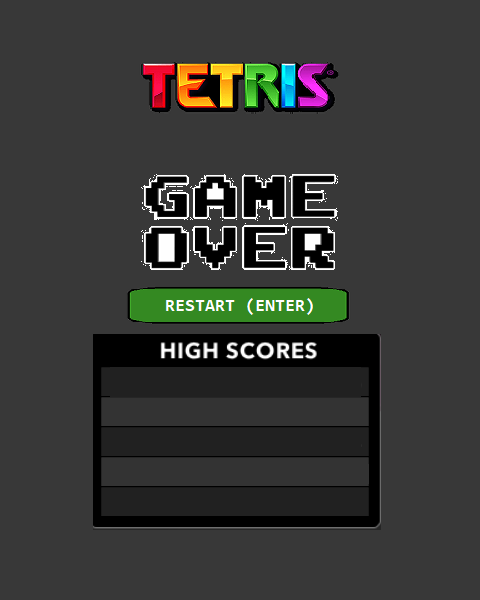 TETRIS
GAME
OVER
RESTART (ENTER)
HIGH SCORES